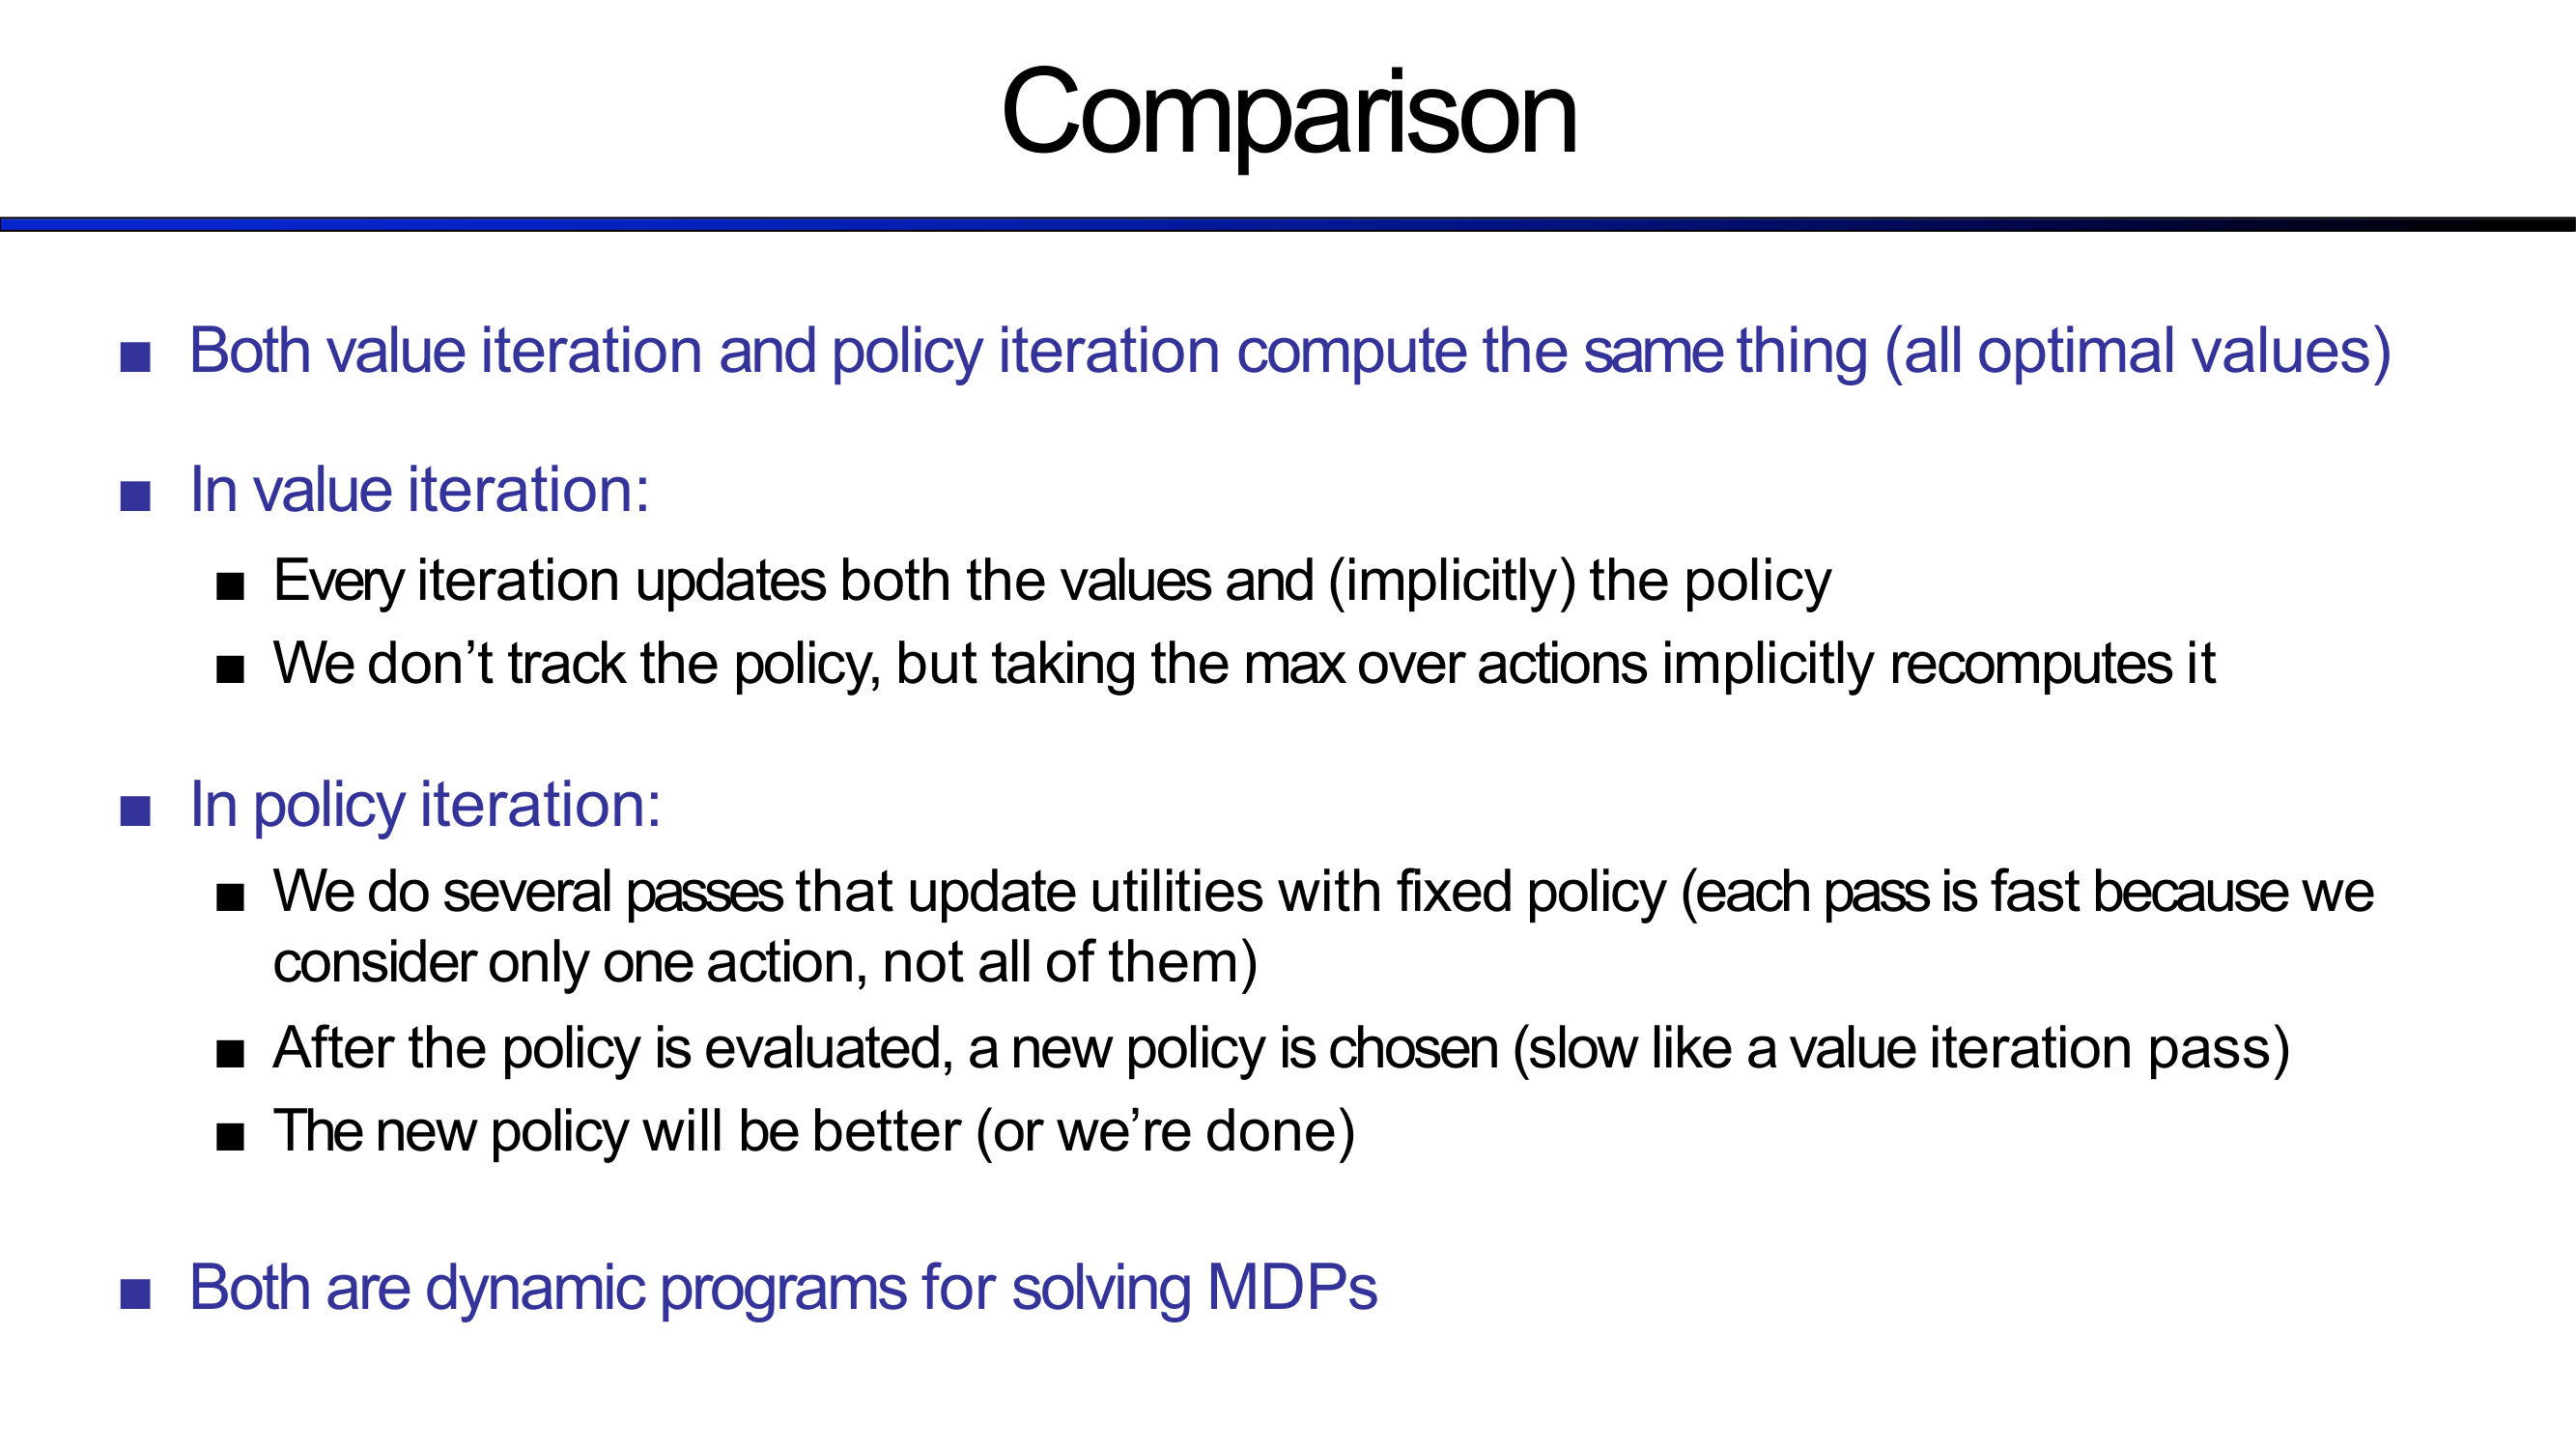 Comparison
■ Both value iteration and policy iteration compute the same thing (all optimal values)
■ In value iteration:
■ Every iteration updates both the values and (implicitly) the policy
■ We don’t track the policy, but taking the max over actions implicitly recomputes it
■ In policy iteration:
■ We do several passes that update utilities with fixed policy (each pass is fast because we
consider only one action, not all of them)
■ After the policy is evaluated, a new policy is chosen (slow like a value iteration pass)
■ The new policy will be better (or we’re done)
■ Both are dynamic programs for solving MDPs